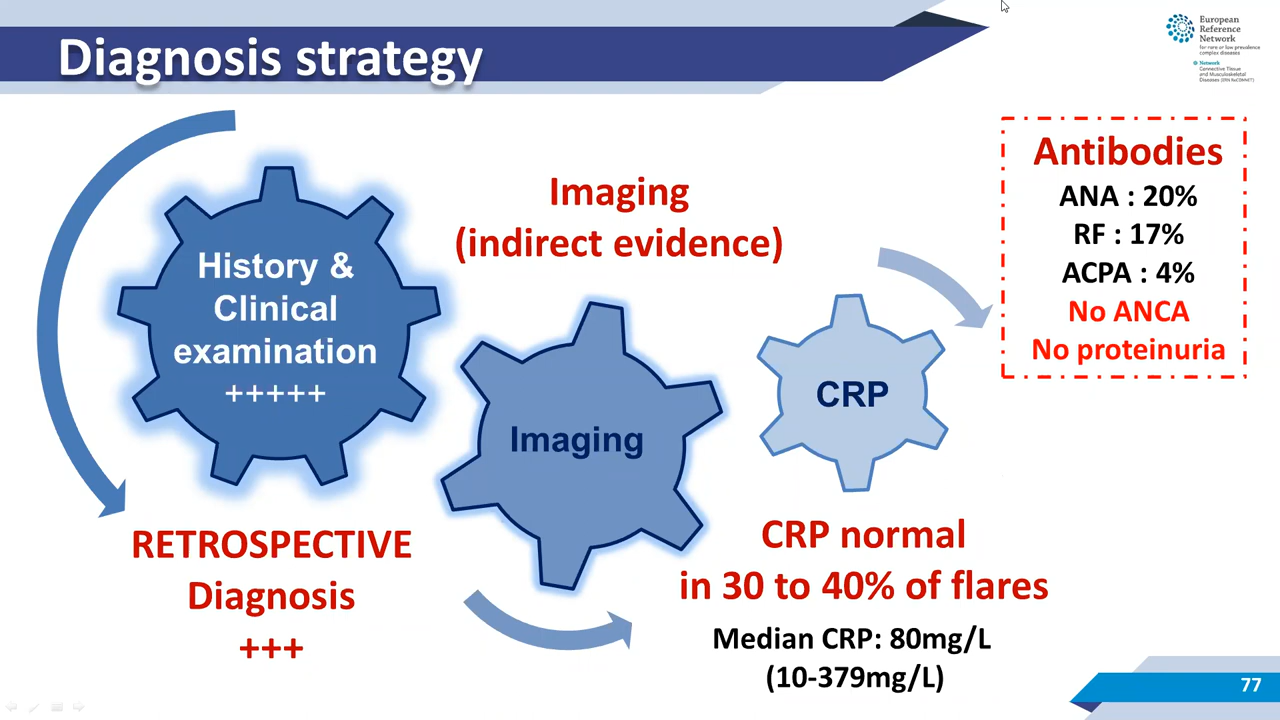 Diagnosis strategy
European
Reference
Network
for rare or low prevalence
complex diseases
Network
Connective Tissue
and Musculoskeletal
Diseases (ERN ReCONNET)
History &
Clinical
examination
+++++
RETROSPECTIVE
Diagnosis
+++
Imaging
(indirect evidence)
Imaging
CRP
CRP normal
in 30 to 40% of flares
Median CRP: 80mg/L
(10-379mg/L)
Antibodies
ANA : 20%
RF : 17%
ACPA : 4%
No ANCA
No proteinuria
77